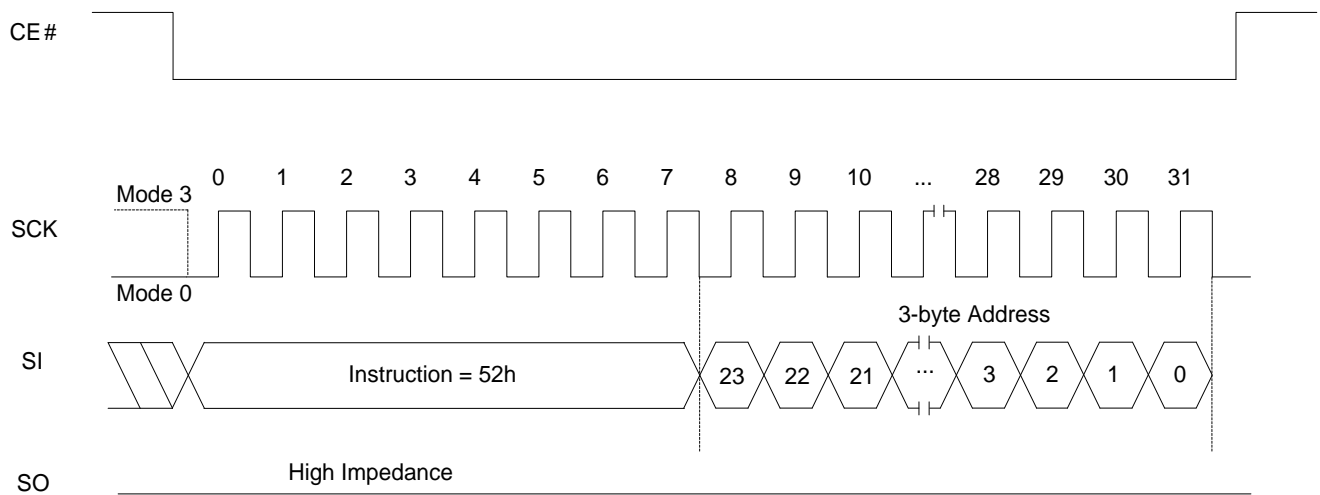 CE#
0 1 2 3 4 5 6 7 8 9 10 ... 28 29 30 31
Mode 3
SCK
Mode 0
3-byte Address
SI
Instruction = 52h 23 22 21 ... 3 2 1 0
High Impedance
SO